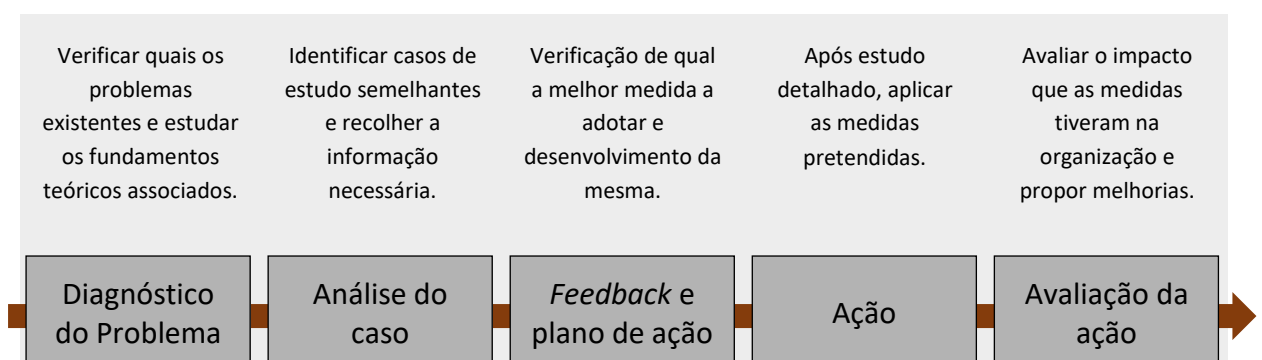 Verificar quais os
problemas
existentes e estudar
os fundamentos
teóricos associados.
Identificar casos de
estudo semelhantes
e recolher a
informação
necessária.
Verificação de qual
a melhor medida a
adotar e
desenvolvimento da
mesma.
Após estudo
detalhado, aplicar
as medidas
pretendidas.
Avaliar o impacto
que as medidas
tiveram na
organização e
propor melhorias.
Diagnóstico
do Problema
Análise do
caso
Feedback e
plano de ação
Ação
Avaliação da
ação